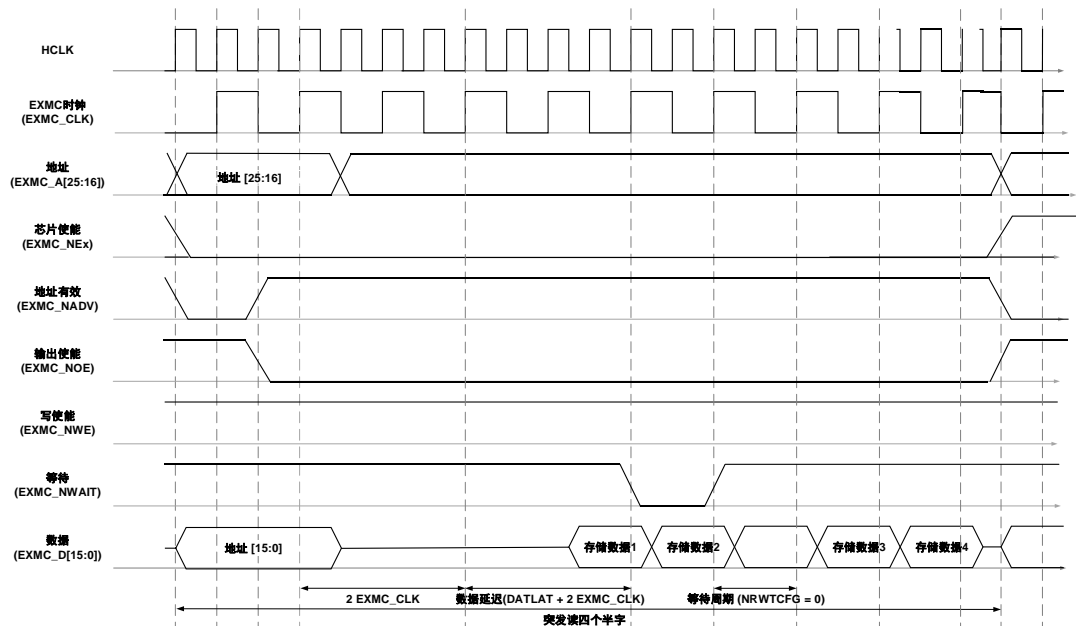 HCLK
EXMC时钟
(EXMC_CLK)
地址
(EXMC_A[25:16])
地址 [25:16]
芯片使能
(EXMC_NEx)
地址有效
(EXMC_NADV)
输出使能
(EXMC_NOE)
写使能
(EXMC_NWE)
等待
(EXMC_NWAIT)
数据
(EXMC_D[15:0])
地址 [15:0]
存储数据1
存储数据2
存储数据3
存储数据4
2 EXMC_CLK
数据延迟(DATLAT + 2 EXMC_CLK)
等待周期 (NRWTCFG = 0)
突发读四个半字